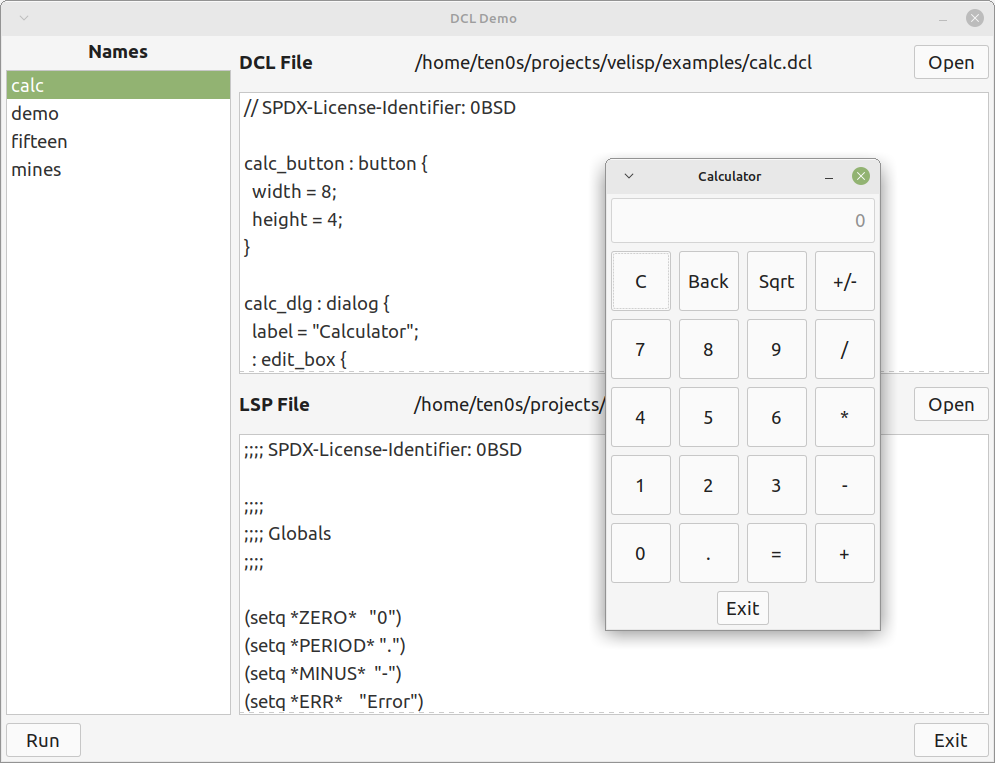 DCL Demo
Names
calc
demo
fifteen
mines
DCL File /home/ten0s/projects/velisp/examples/calc.dcl Open
// SPDX-License-Identifier: 0BSD
calc_button : button {
width = 8;
height = 4;
}
calc_dlg : dialog {
label = "Calculator";
: edit_box {
LSP File /home/ten0s/projects/ Open
;;;; SPDX-License-Identifier: 0BSD
;;;;
;;;; Globals
;;;;
(setq *ZERO* "0")
(setq *PERIOD* ".")
(setq *MINUS* "-")
(setq *ERR* "Error")
Run
Exit
Calculator
0
C Back Sqrt +/-
7 8 9 /
4 5 6 *
1 2 3 -
0 . = +
Exit